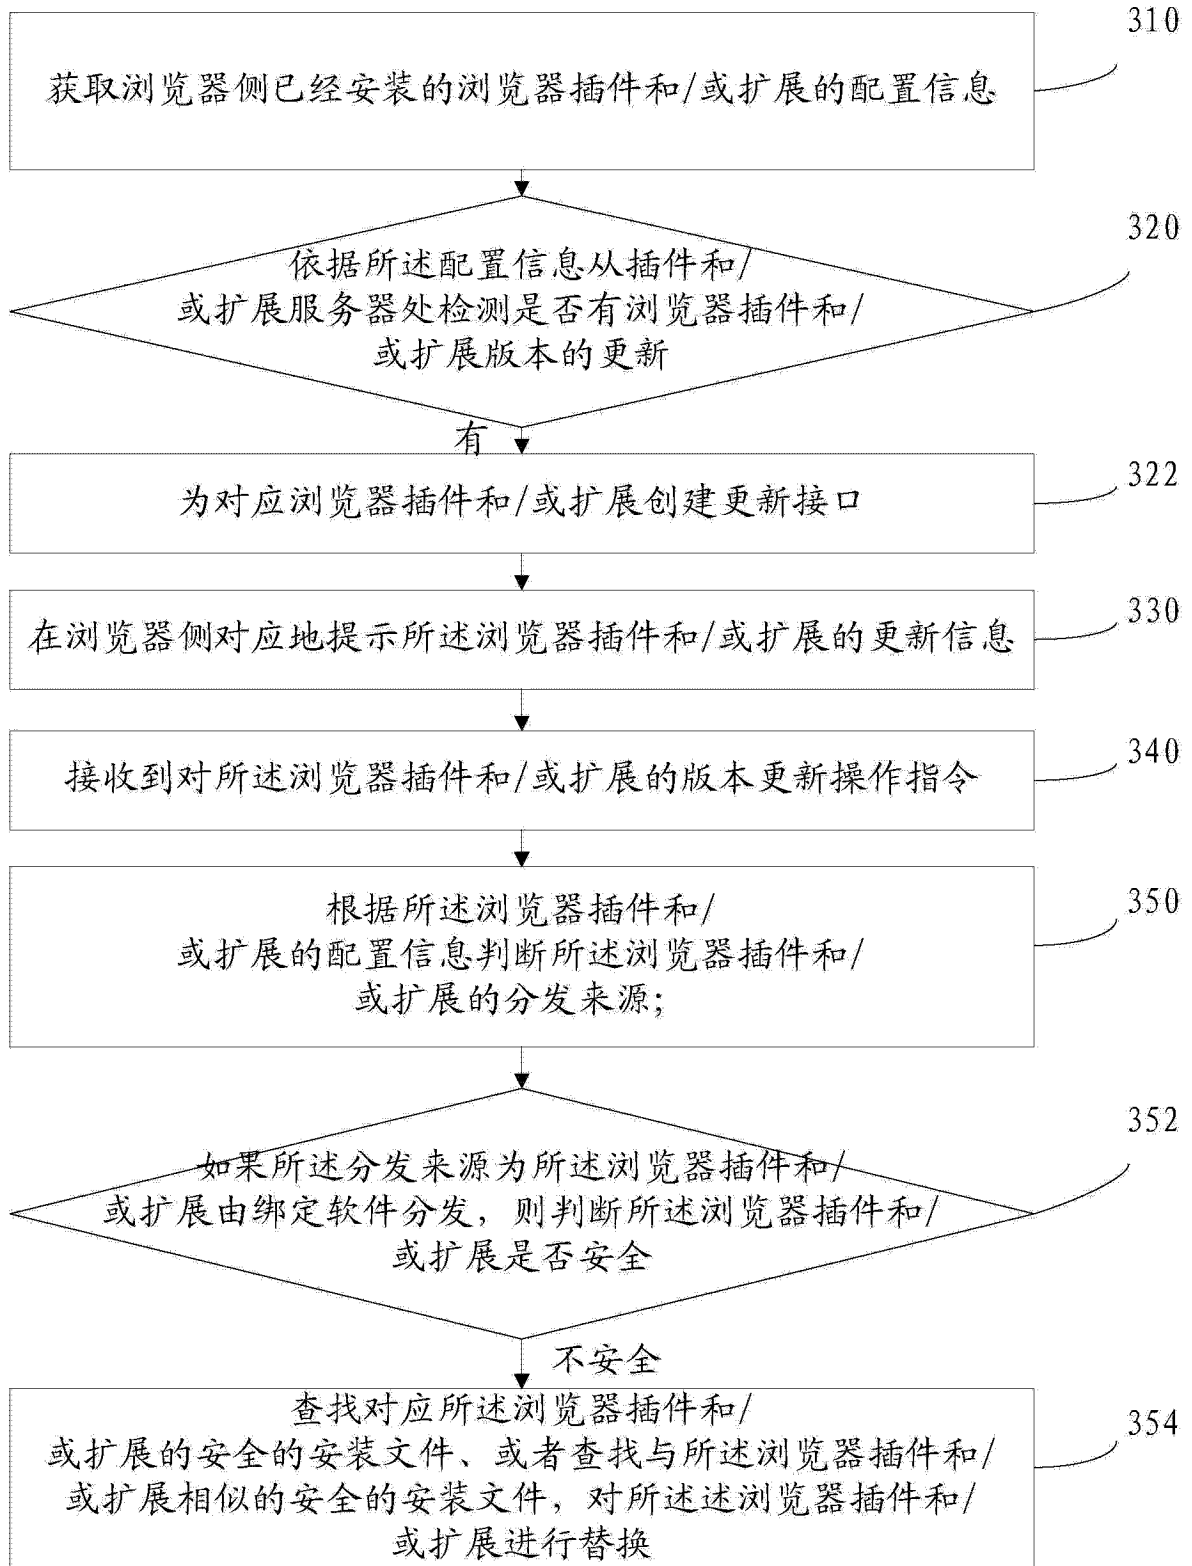 310
获取浏览器侧已经安装的浏览器插件和/或扩展的配置信息
320
依据所述配置信息从插件和/
或扩展服务器处检测是否有浏览器插件和/
或扩展版本的更新
有
322
为对应浏览器插件和/或扩展创建更新接口
330
在浏览器侧对应地提示所述浏览器插件和/或扩展的更新信息
340
接收到对所述浏览器插件和/或扩展的版本更新操作指令
350
根据所述浏览器插件和/
或扩展的配置信息判断所述浏览器插件和/
或扩展的分发来源;
352
如果所述分发来源为所述浏览器插件和/
或扩展由绑定软件分发，则判断所述浏览器插件和/
或扩展是否安全
不安全
354
查找对应所述浏览器插件和/
或扩展的安全的安装文件、或者查找与所述浏览器插件和/
或扩展相似的安全的安装文件，对所述述浏览器插件和/
或扩展进行替换